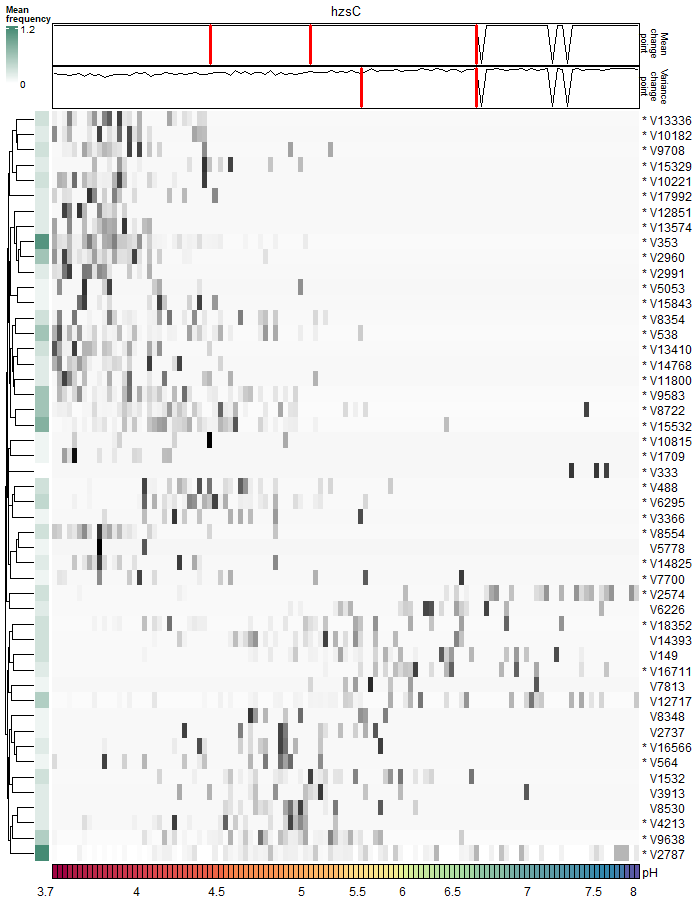 hzsC
Mean
frequency
1.2
0
Mean
change
point
Variance
change
point
* V13336
* V10182
* V9708
* V15329
* V10221
* V17992
* V12851
* V13574
* V353
* V2960
* V2991
* V5053
* V15843
* V8354
* V538
* V13410
* V14768
* V11800
* V9583
* V8722
* V15532
* V10815
* V1709
* V333
* V488
* V6295
* V3366
* V8554
V5778
* V14825
* V7700
* V2574
V6226
* V18352
V14393
V149
* V16711
V7813
V12717
V8348
V2737
* V16566
* V564
V1532
V3913
V8530
* V4213
* V9638
* V2787
pH
3.7 4 4.5 5 5.5 6 6.5 7 7.5 8